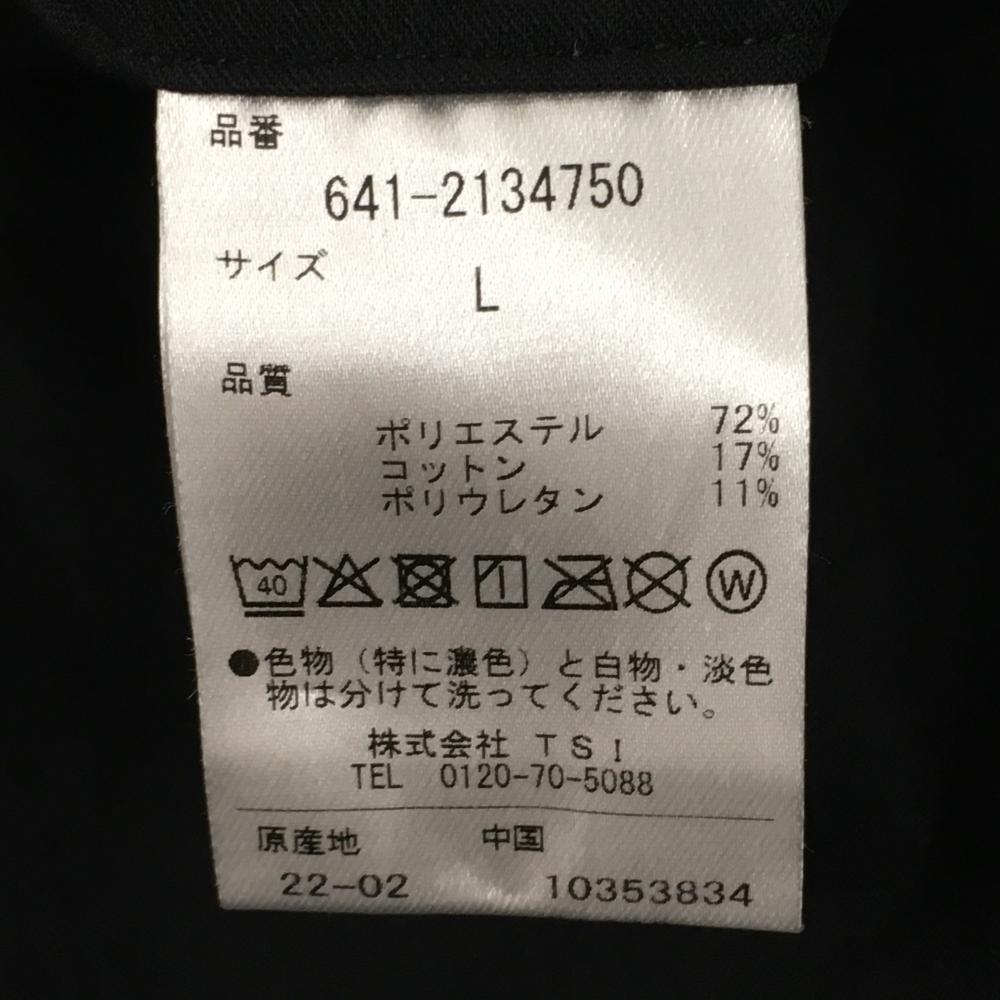 品番
641-2134750
サイズ
L
品質
ポリエステル 72%
コットン 17%
ポリウレタン 11%
40 W
●色物（特に濃色）と白物・淡色
物は分けて洗ってください。
株式会社 TSI
TEL 0120-70-5088
原産地 中国
22-02 10353834